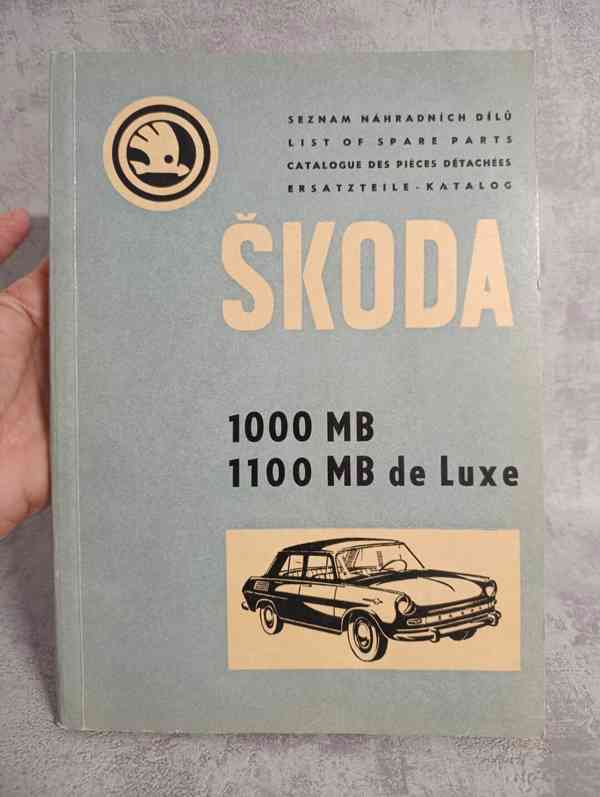 SEZNAM NÁHRADNÍCH DÍLŮ
LIST OF SPARE PARTS
CATALOGUE DES PIÈCES DÉTACHÉES
ERSATZTEILE-KATALOG
ŠKODA
1000 MB
1100 MB de Luxe